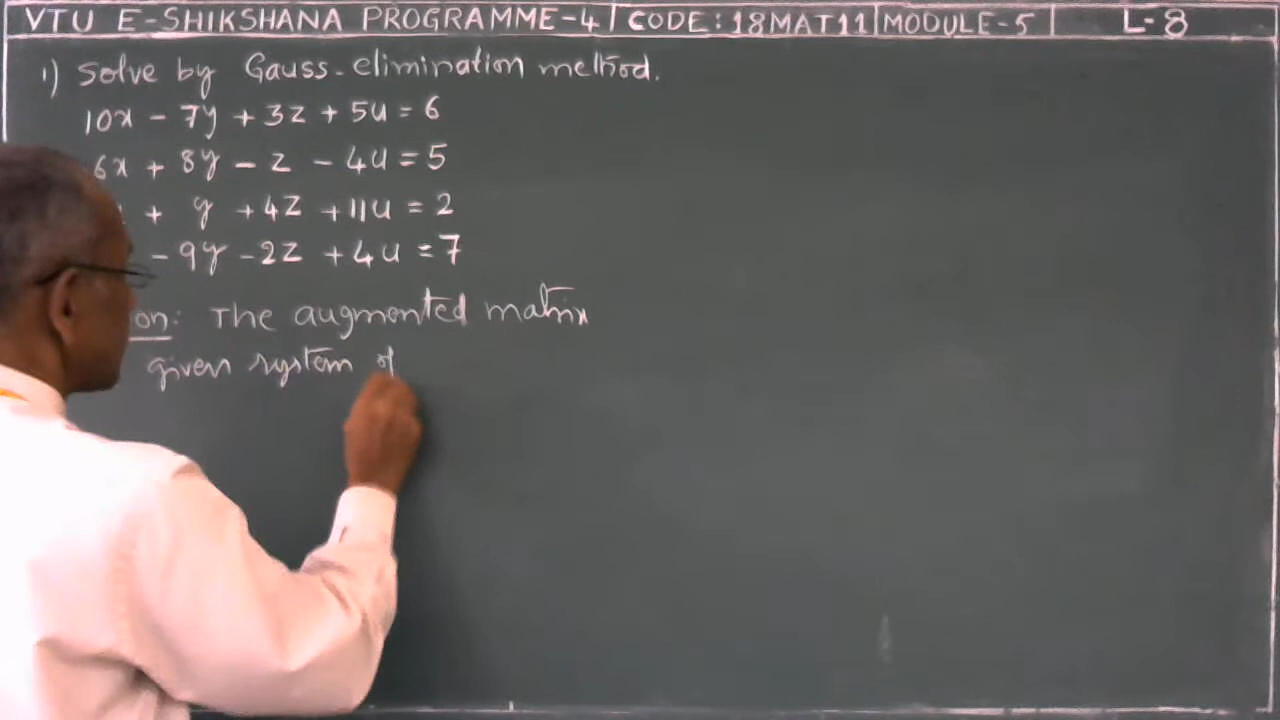 VTU E-SHIKSHANA PROGRAMME-4 | CODE: 18MAT11 | MODULE-5 | L-8
1) Solve by Gauss-elimination method.
10x - 7y + 3z + 5u = 6
6x + 8y - z - 4u = 5
+ y + 4z + 11u = 2
- 9y - 2z + 4u = 7
on: The augmented matrix
given system of